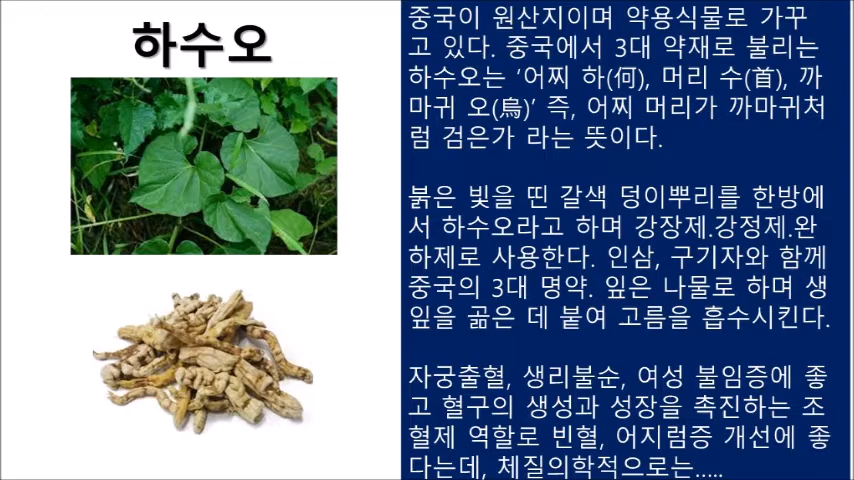 하수오
중국이 원산지이며 약용식물로 가꾸
고 있다. 중국에서 3대 약재로 불리는
하수오는 '어찌 하(何), 머리 수(首), 까
마귀 오(烏)' 즉, 어찌 머리가 까마귀처
럼 검은가 라는 뜻이다.
붉은 빛을 띤 갈색 덩이뿌리를 한방에
서 하수오라고 하며 강장제.강정제.완
하제로 사용한다. 인삼, 구기자와 함께
중국의 3대 명약. 잎은 나물로 하며 생
잎을 곪은 데 붙여 고름을 흡수시킨다.
자궁출혈, 생리불순, 여성 불임증에 좋
고 혈구의 생성과 성장을 촉진하는 조
혈제 역할로 빈혈, 어지럼증 개선에 좋
다는데, 체질의학적으로는.....